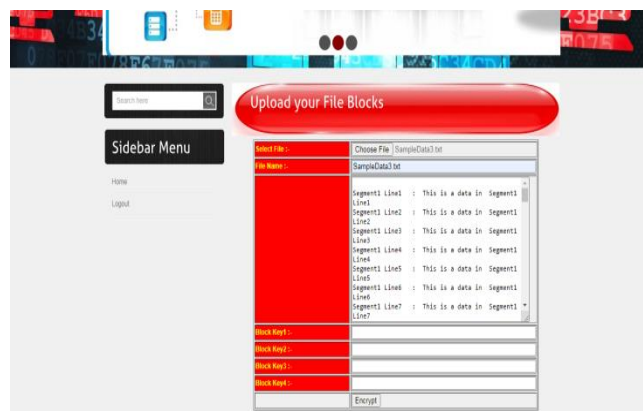 Search here
Sidebar Menu
Home
Logout
Upload your File Blocks
Select File :-
Choose File SampleData3.txt
File Name :-
SampleData3.txt
Segment1 Line1 : This is a data in Segment1
Line1
Segment1 Line2 : This is a data in Segment1
Line2
Segment1 Line3 : This is a data in Segment1
Line3
Segment1 Line4 : This is a data in Segment1
Line4
Segment1 Line5 : This is a data in Segment1
Line5
Segment1 Line6 : This is a data in Segment1
Line6
Segment1 Line7 : This is a data in Segment1
Line7
Block Key1 :-
Block Key2 :-
Block Key3 :-
Block Key4 :-
Encrypt